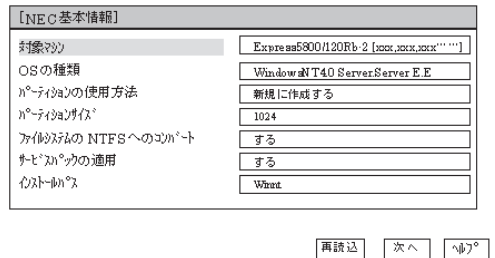 [NEC基本情報]
対象ﾏｼﾝ Express5800/120Rb-2 [xxx,xxx,xxx……]
OSの種類 WindowsNT4.0 Server.Server E.E
ﾊﾟｰﾃｨｼｮﾝの使用方法 新規に作成する
ﾊﾟｰﾃｨｼｮﾝｻｲｽﾞ 1024
ﾌｧｲﾙｼｽﾃﾑの NTFSへのｺﾝﾊﾞｰﾄ する
ｻｰﾋﾞｽﾊﾟｯｸの適用 する
ｲﾝｽﾄｰﾙﾊﾟｽ Winnt.
再読込 次へ ﾍﾙﾌﾟ